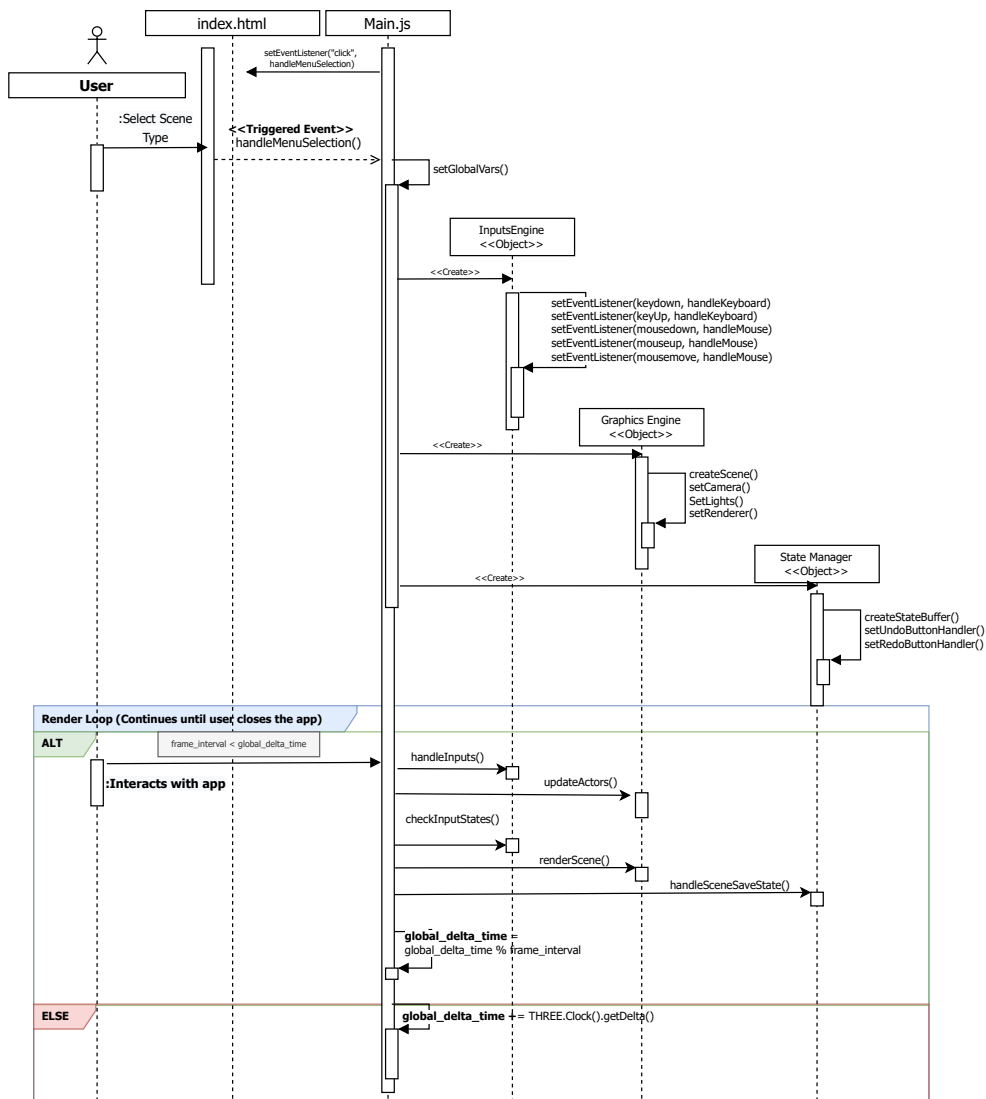 index.html
Main.js
setEventListener("click",
handleMenuSelection)
User
:Select Scene
Type
<<Triggered Event>>
handleMenuSelection()
setGlobalVars()
InputsEngine
<<Object>>
<<Create>>
setEventListener(keydown, handleKeyboard)
setEventListener(keyUp, handleKeyboard)
setEventListener(mousedown, handleMouse)
setEventListener(mouseup, handleMouse)
setEventListener(mousemove, handleMouse)
Graphics Engine
<<Object>>
<<Create>>
createScene()
setCamera()
SetLights()
setRenderer()
State Manager
<<Object>>
<<Create>>
createStateBuffer()
setUndoButtonHandler()
setRedoButtonHandler()
Render Loop (Continues until user closes the app)
ALT
frame_interval < global_delta_time
handleInputs()
:Interacts with app
updateActors()
checkInputStates()
renderScene()
handleSceneSaveState()
global_delta_time =
global_delta_time % frame_interval
ELSE
global_delta_time += THREE.Clock().getDelta()